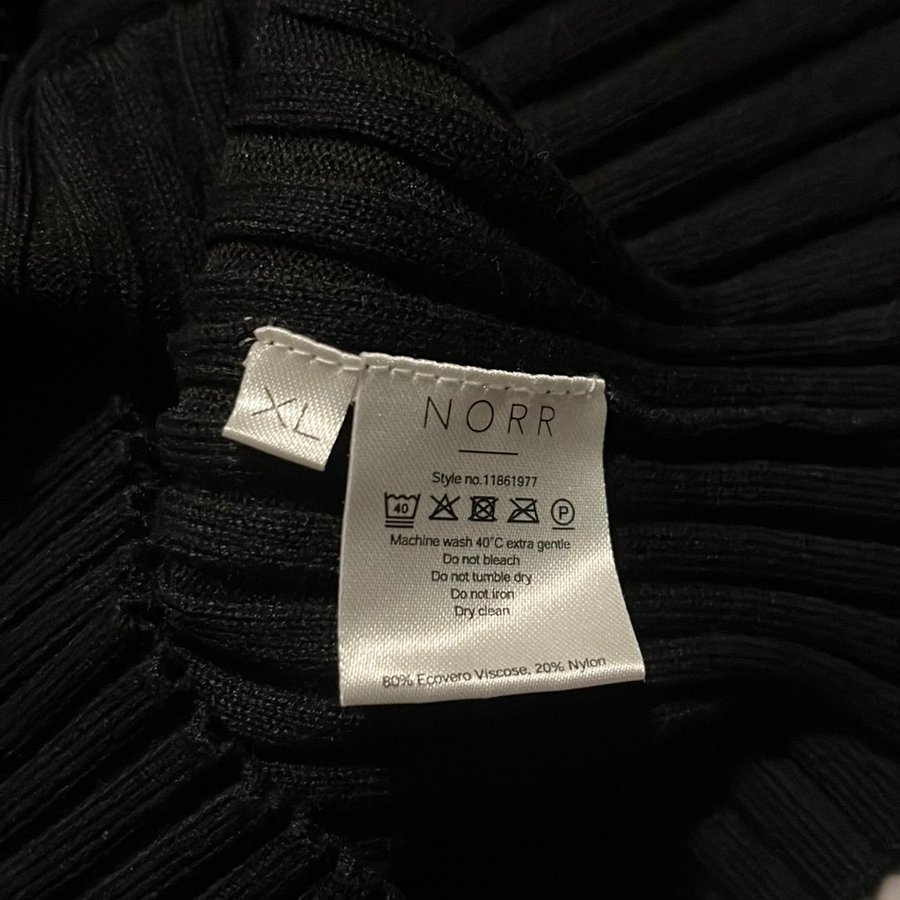 XL
NORR
Style no.11861977
40 P
Machine wash 40°C extra gentle
Do not bleach
Do not tumble dry
Do not iron
Dry clean
80% Ecovero Viscose, 20% Nylon